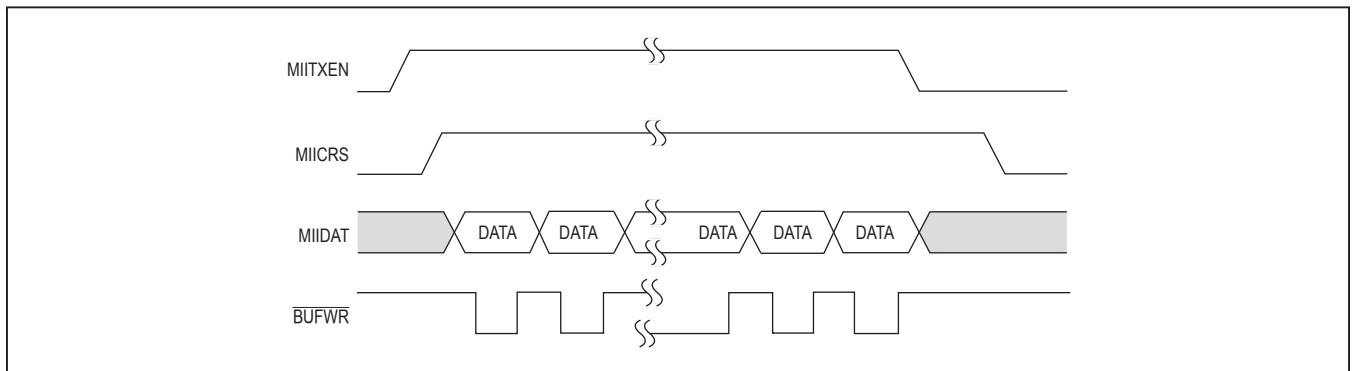 MIITXEN
MIICRS
MIIDAT DATA DATA DATA DATA DATA
BUFWR